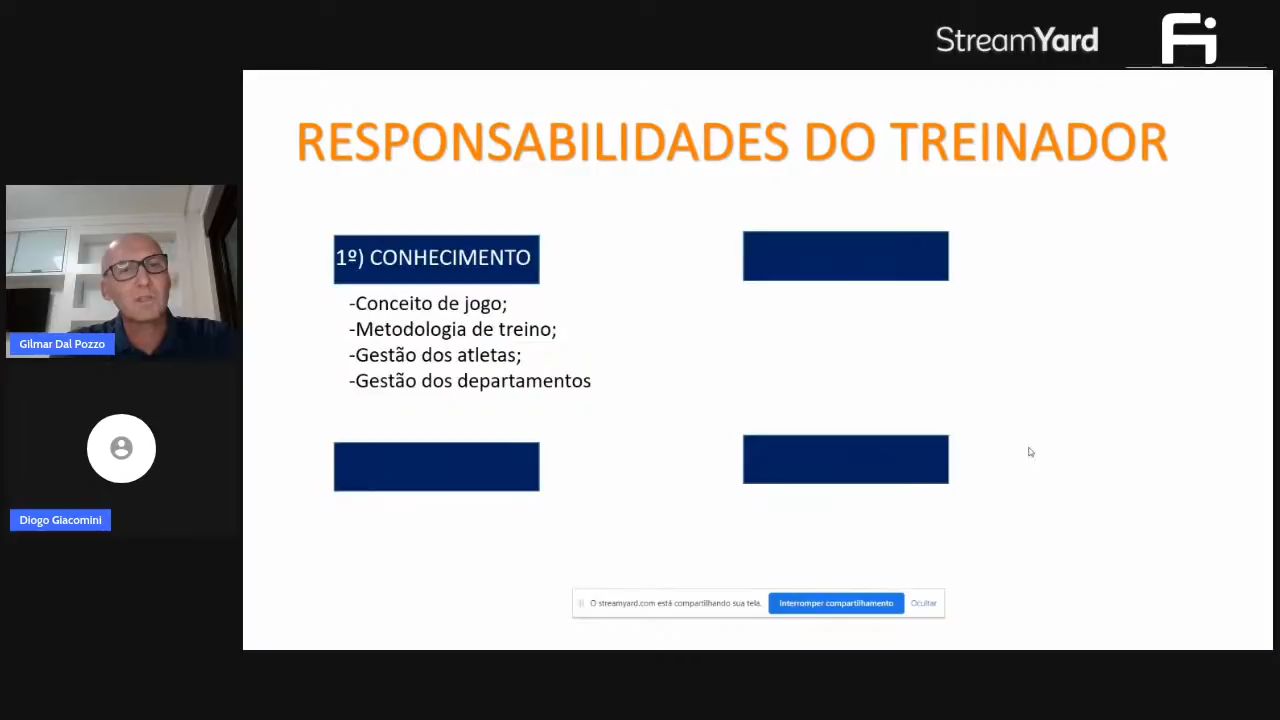 StreamYard
RESPONSABILIDADES DO TREINADOR
1º) CONHECIMENTO
-Conceito de jogo;
-Metodologia de treino;
-Gestão dos atletas;
-Gestão dos departamentos
Gilmar Dal Pozzo
Diogo Giacomini
O streamyard.com está compartilhando sua tela. Interromper compartilhamento Ocultar